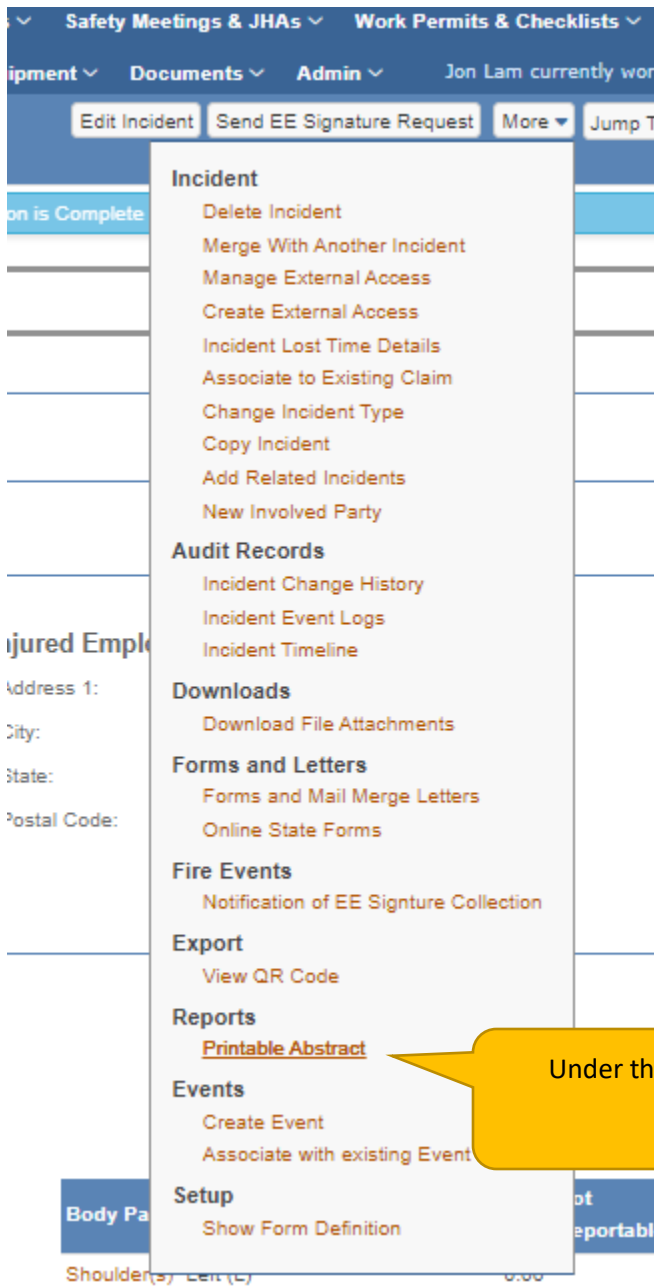 Safety Meetings & JHAs Work Permits & Checklists
Documents Admin Jon Lam currently
Edit Incident Send EE Signature Request More Jump
is Complete
Incident
Delete Incident
Merge With Another Incident
Manage External Access
Create External Access
Incident Lost Time Details
Associate to Existing Claim
Change Incident Type
Copy Incident
Add Related Incidents
New Involved Party
Audit Records
Incident Change History
Incident Event Logs
Incident Timeline
Address 1:
City:
State:
Postal Code:
Downloads
Download File Attachments
Forms and Letters
Forms and Mail Merge Letters
Online State Forms
Fire Events
Notification of EE Signture Collection
Export
View QR Code
Reports
Printable Abstract
Under th
Events
Create Event
Associate with existing Event
Setup
Show Form Definition
Body Pa
Shoulder(s) Left (L) 0.00